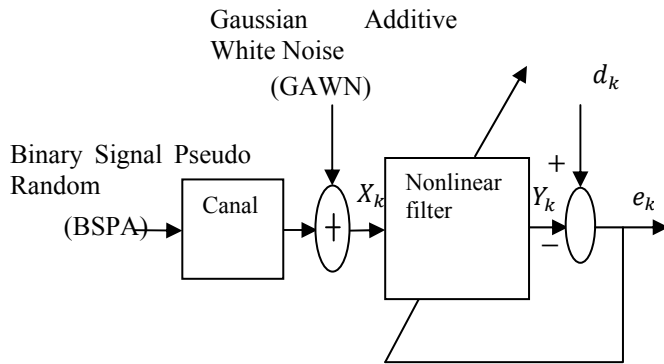 Gaussian Additive
White Noise
(GAWN)
d_k
Binary Signal Pseudo
Random
(BSPA)
Canal
+
X_k
Nonlinear
filter
Y_k
+
−
e_k